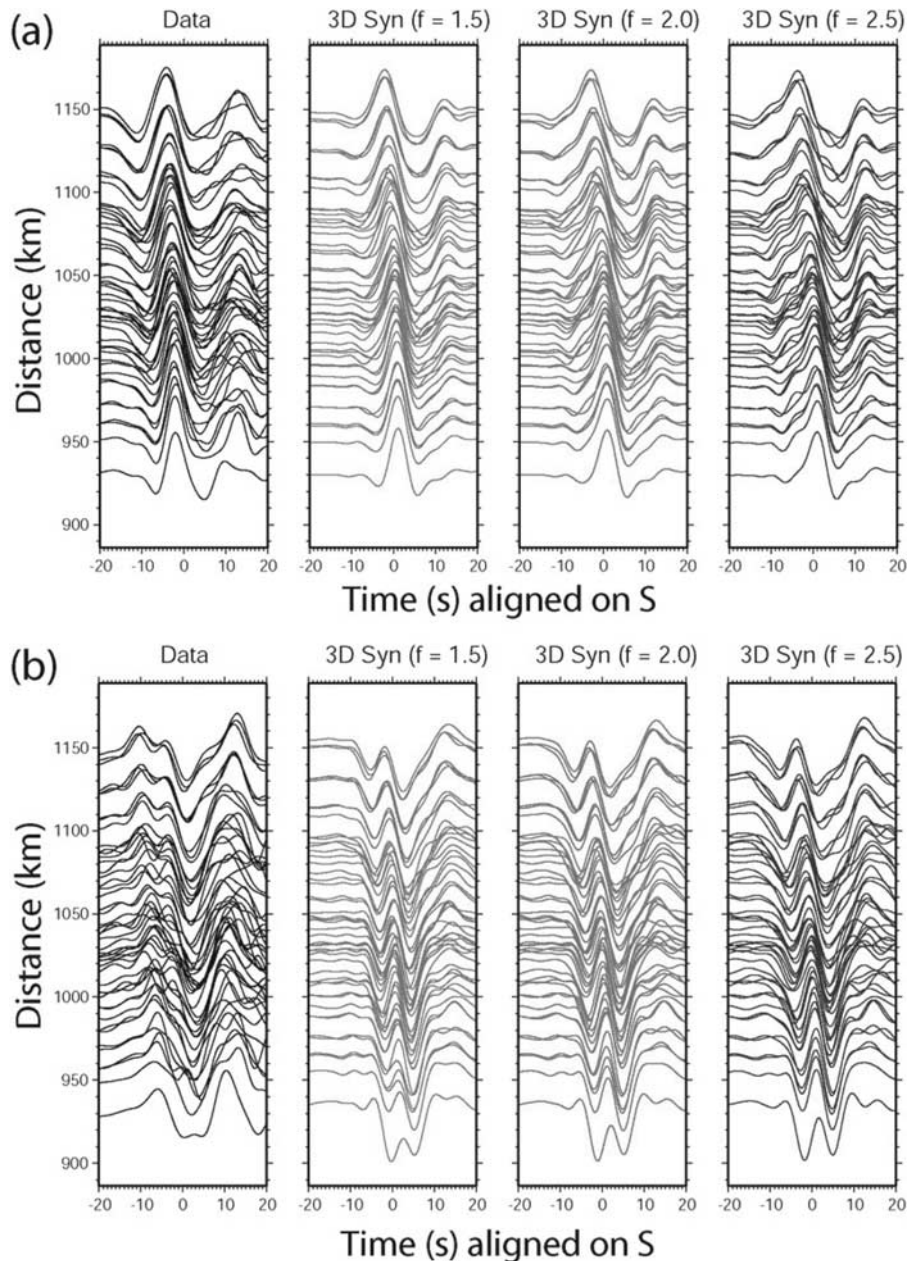 (a)
Data 3D Syn (f = 1.5) 3D Syn (f = 2.0) 3D Syn (f = 2.5)
Distance (km)
1150
1100
1050
1000
950
900
-20 -10 0 10 20 -20 -10 0 10 20 -20 -10 0 10 20 -20 -10 0 10 20
Time (s) aligned on S
(b)
Data 3D Syn (f = 1.5) 3D Syn (f = 2.0) 3D Syn (f = 2.5)
Distance (km)
1150
1100
1050
1000
950
900
-20 -10 0 10 20 -20 -10 0 10 20 -20 -10 0 10 20 -20 -10 0 10 20
Time (s) aligned on S